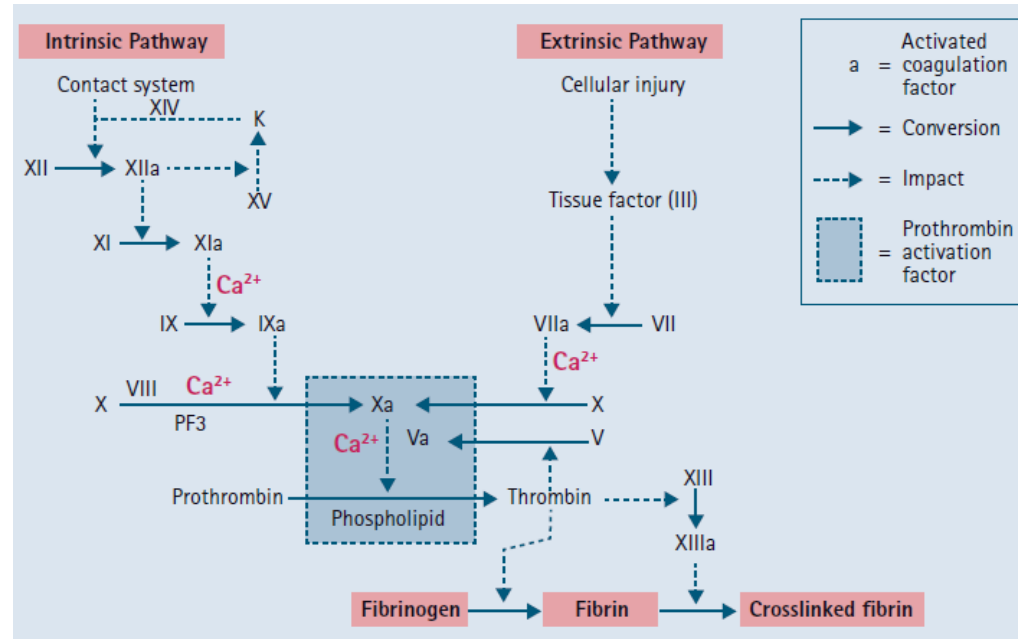 Intrinsic Pathway
Extrinsic Pathway
Activated
a = coagulation
factor
= Conversion
= Impact
Prothrombin
= activation
factor
Contact system
XIV
K
XII
XIIa
XV
XI
XIa
Ca²⁺
IX
IXa
Cellular injury
Tissue factor (III)
VIIa
VII
Ca²⁺
X
VIII
Ca²⁺
PF3
Xa
X
Ca²⁺
Va
V
Prothrombin
Thrombin
Phospholipid
XIII
XIIIa
Fibrinogen
Fibrin
Crosslinked fibrin